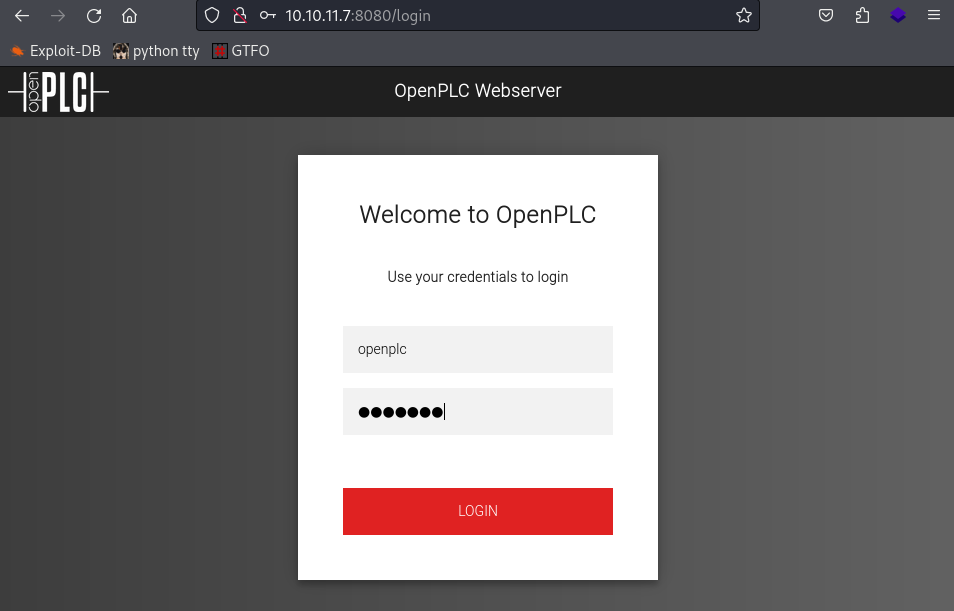 10.10.11.7:8080/login
Exploit-DB python tty GTFO
open PLC OpenPLC Webserver
Welcome to OpenPLC
Use your credentials to login
openplc
●●●●●●●
LOGIN